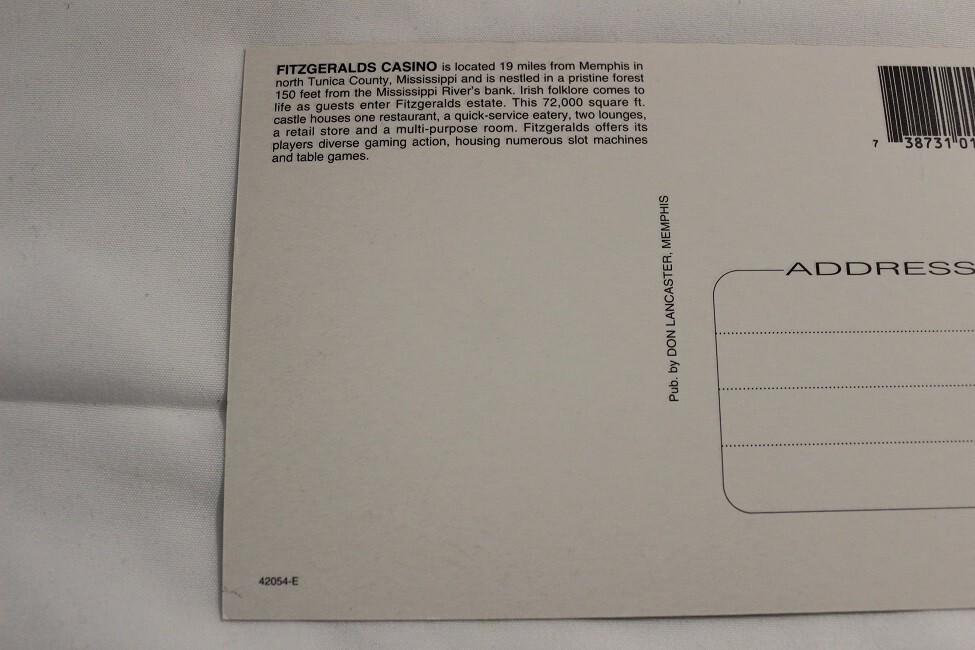 FITZGERALDS CASINO is located 19 miles from Memphis in
north Tunica County, Mississippi and is nestled in a pristine forest
150 feet from the Mississippi River's bank. Irish folklore comes to
life as guests enter Fitzgeralds estate. This 72,000 square ft.
castle houses one restaurant, a quick-service eatery, two lounges,
a retail store and a multi-purpose room. Fitzgeralds offers its
players diverse gaming action, housing numerous slot machines
and table games.
7 38731 01
Pub. by DON LANCASTER, MEMPHIS
ADDRESS
42054-E